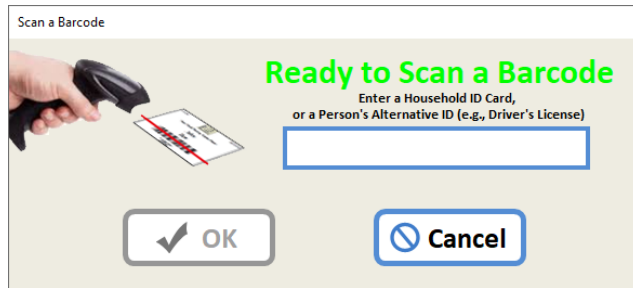 Scan a Barcode
Ready to Scan a Barcode
Enter a Household ID Card,
or a Person's Alternative ID (e.g., Driver's License)
OK
Cancel